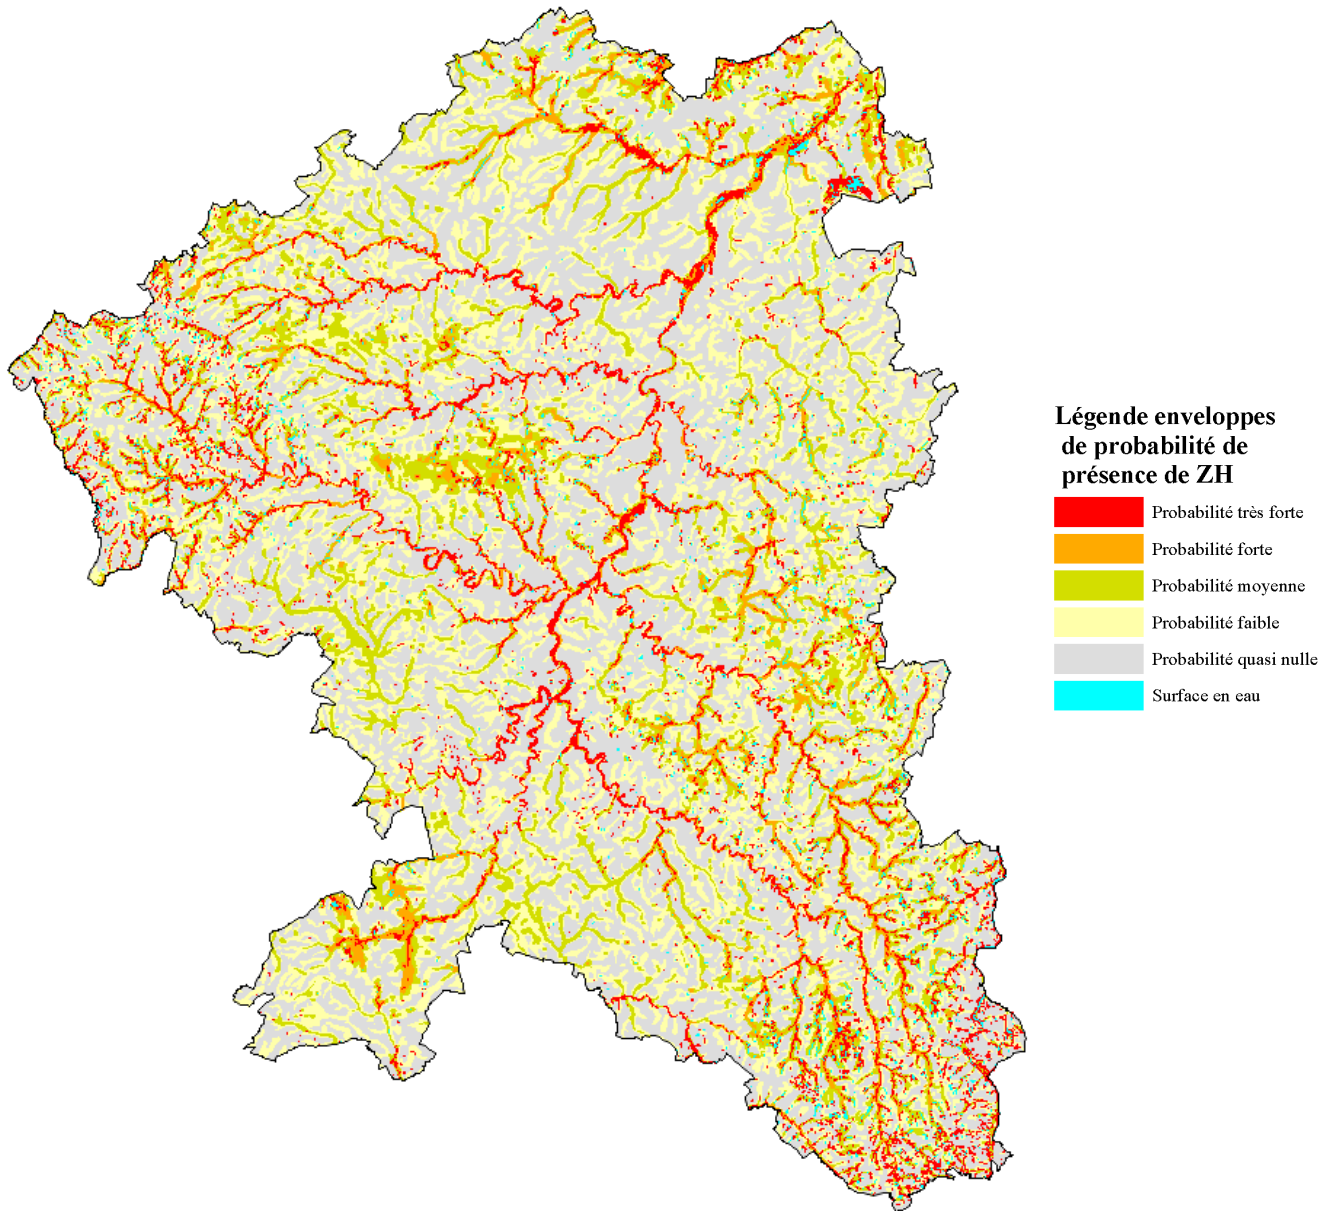 Légende enveloppes
de probabilité de
présence de ZH
Probabilité très forte
Probabilité forte
Probabilité moyenne
Probabilité faible
Probabilité quasi nulle
Surface en eau